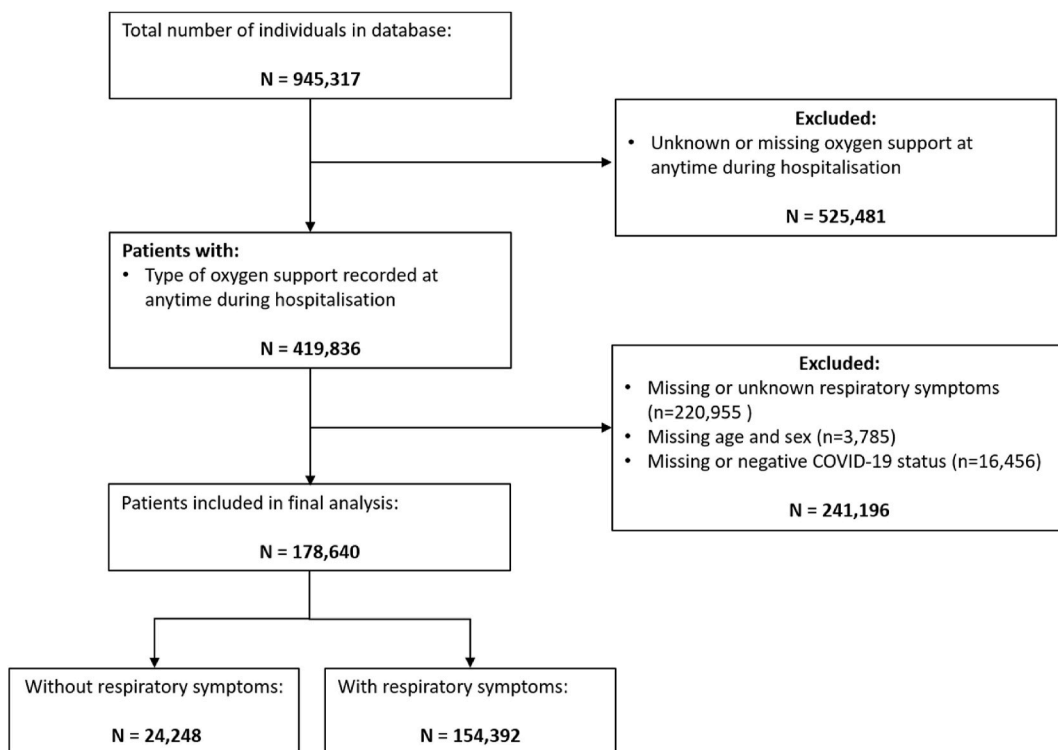 Total number of individuals in database:
N = 945,317
Excluded:
• Unknown or missing oxygen support at
anytime during hospitalisation
N = 525,481
Patients with:
• Type of oxygen support recorded at
anytime during hospitalisation
N = 419,836
Excluded:
• Missing or unknown respiratory symptoms
(n=220,955 )
• Missing age and sex (n=3,785)
• Missing or negative COVID-19 status (n=16,456)
N = 241,196
Patients included in final analysis:
N = 178,640
Without respiratory symptoms:
N = 24,248
With respiratory symptoms:
N = 154,392